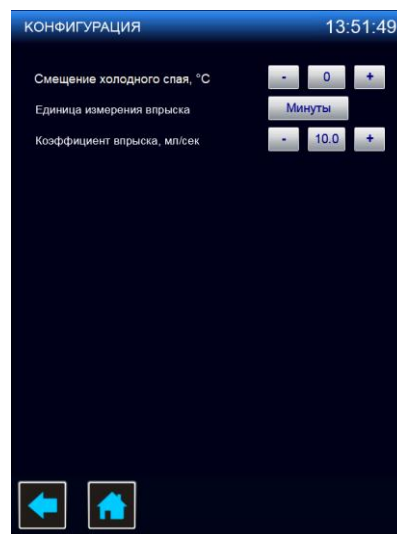 КОНФИГУРАЦИЯ 13:51:49
Смещение холодного спая, °С - 0 +
Единица измерения впрыска Минуты
Коэффициент впрыска, мл/сек - 10.0 +